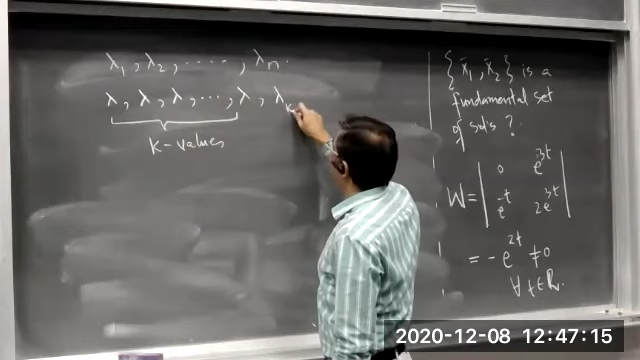 λ₁, λ₂, ....., λₙ.
λ, λ, λ, ..., λ, λₖ
k-values
{x̄₁, x̄₂} is a
fundamental set
of sols?
W = | 0 e^{3t} |
| e^{-t} 2e^{3t} |
= -e^{2t} ≠ 0
∀ t ∈ ℝ.
2020-12-08 12:47:15